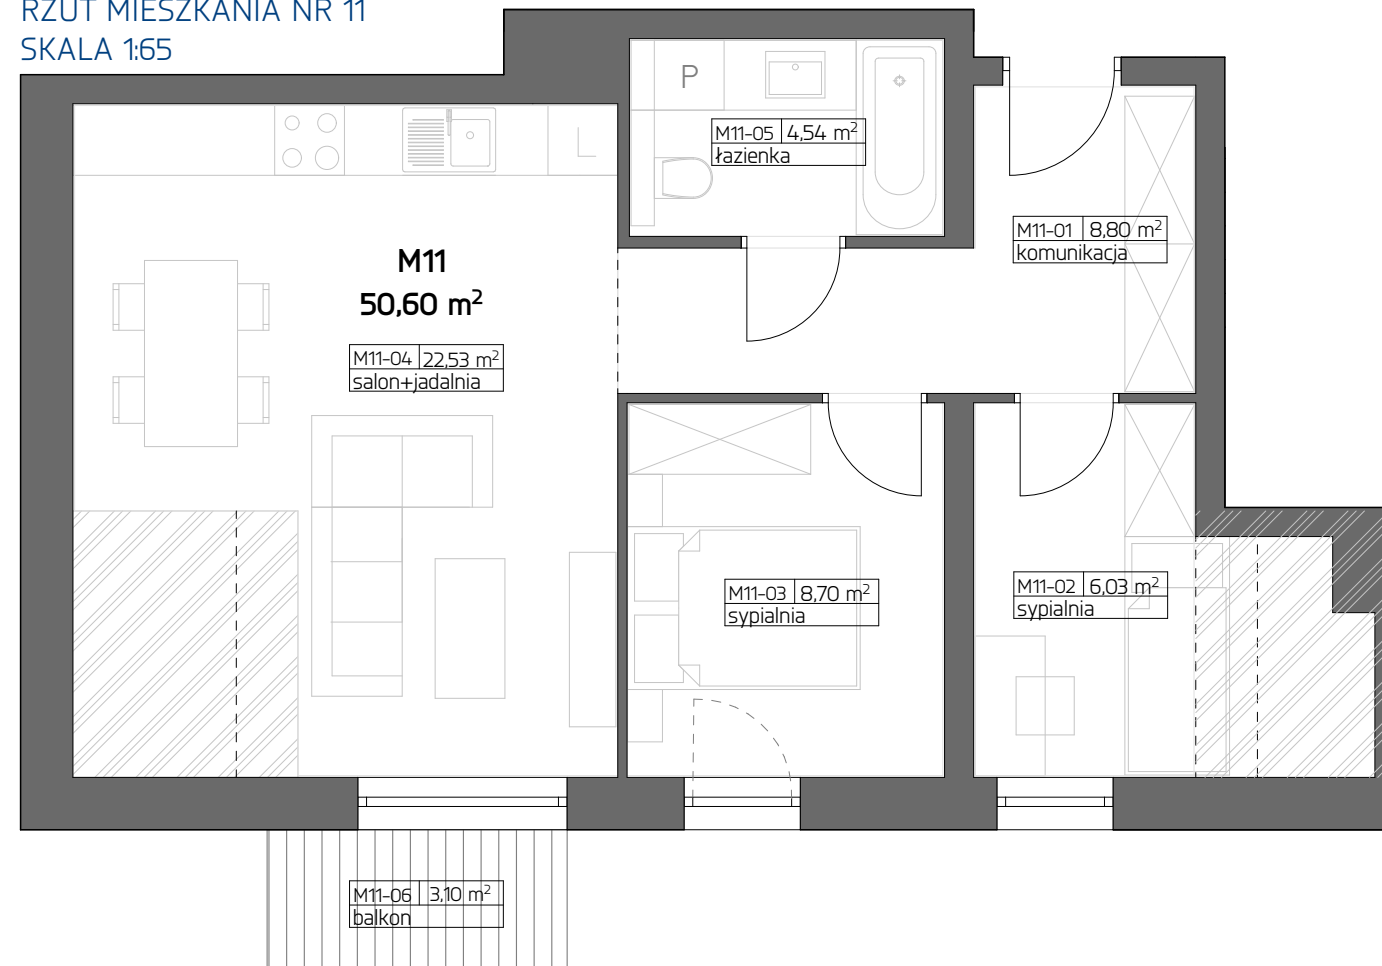 RZUT MIESZKANIA NR 11
SKALA 1:65
P
M11-05 4,54 m²
łazienka
L
M11-01 8,80 m²
komunikacja
M11
50,60 m²
M11-04 22,53 m²
salon+jadalnia
M11-03 8,70 m²
sypialnia
M11-02 6,03 m²
sypialnia
M11-06 3,10 m²
balkon